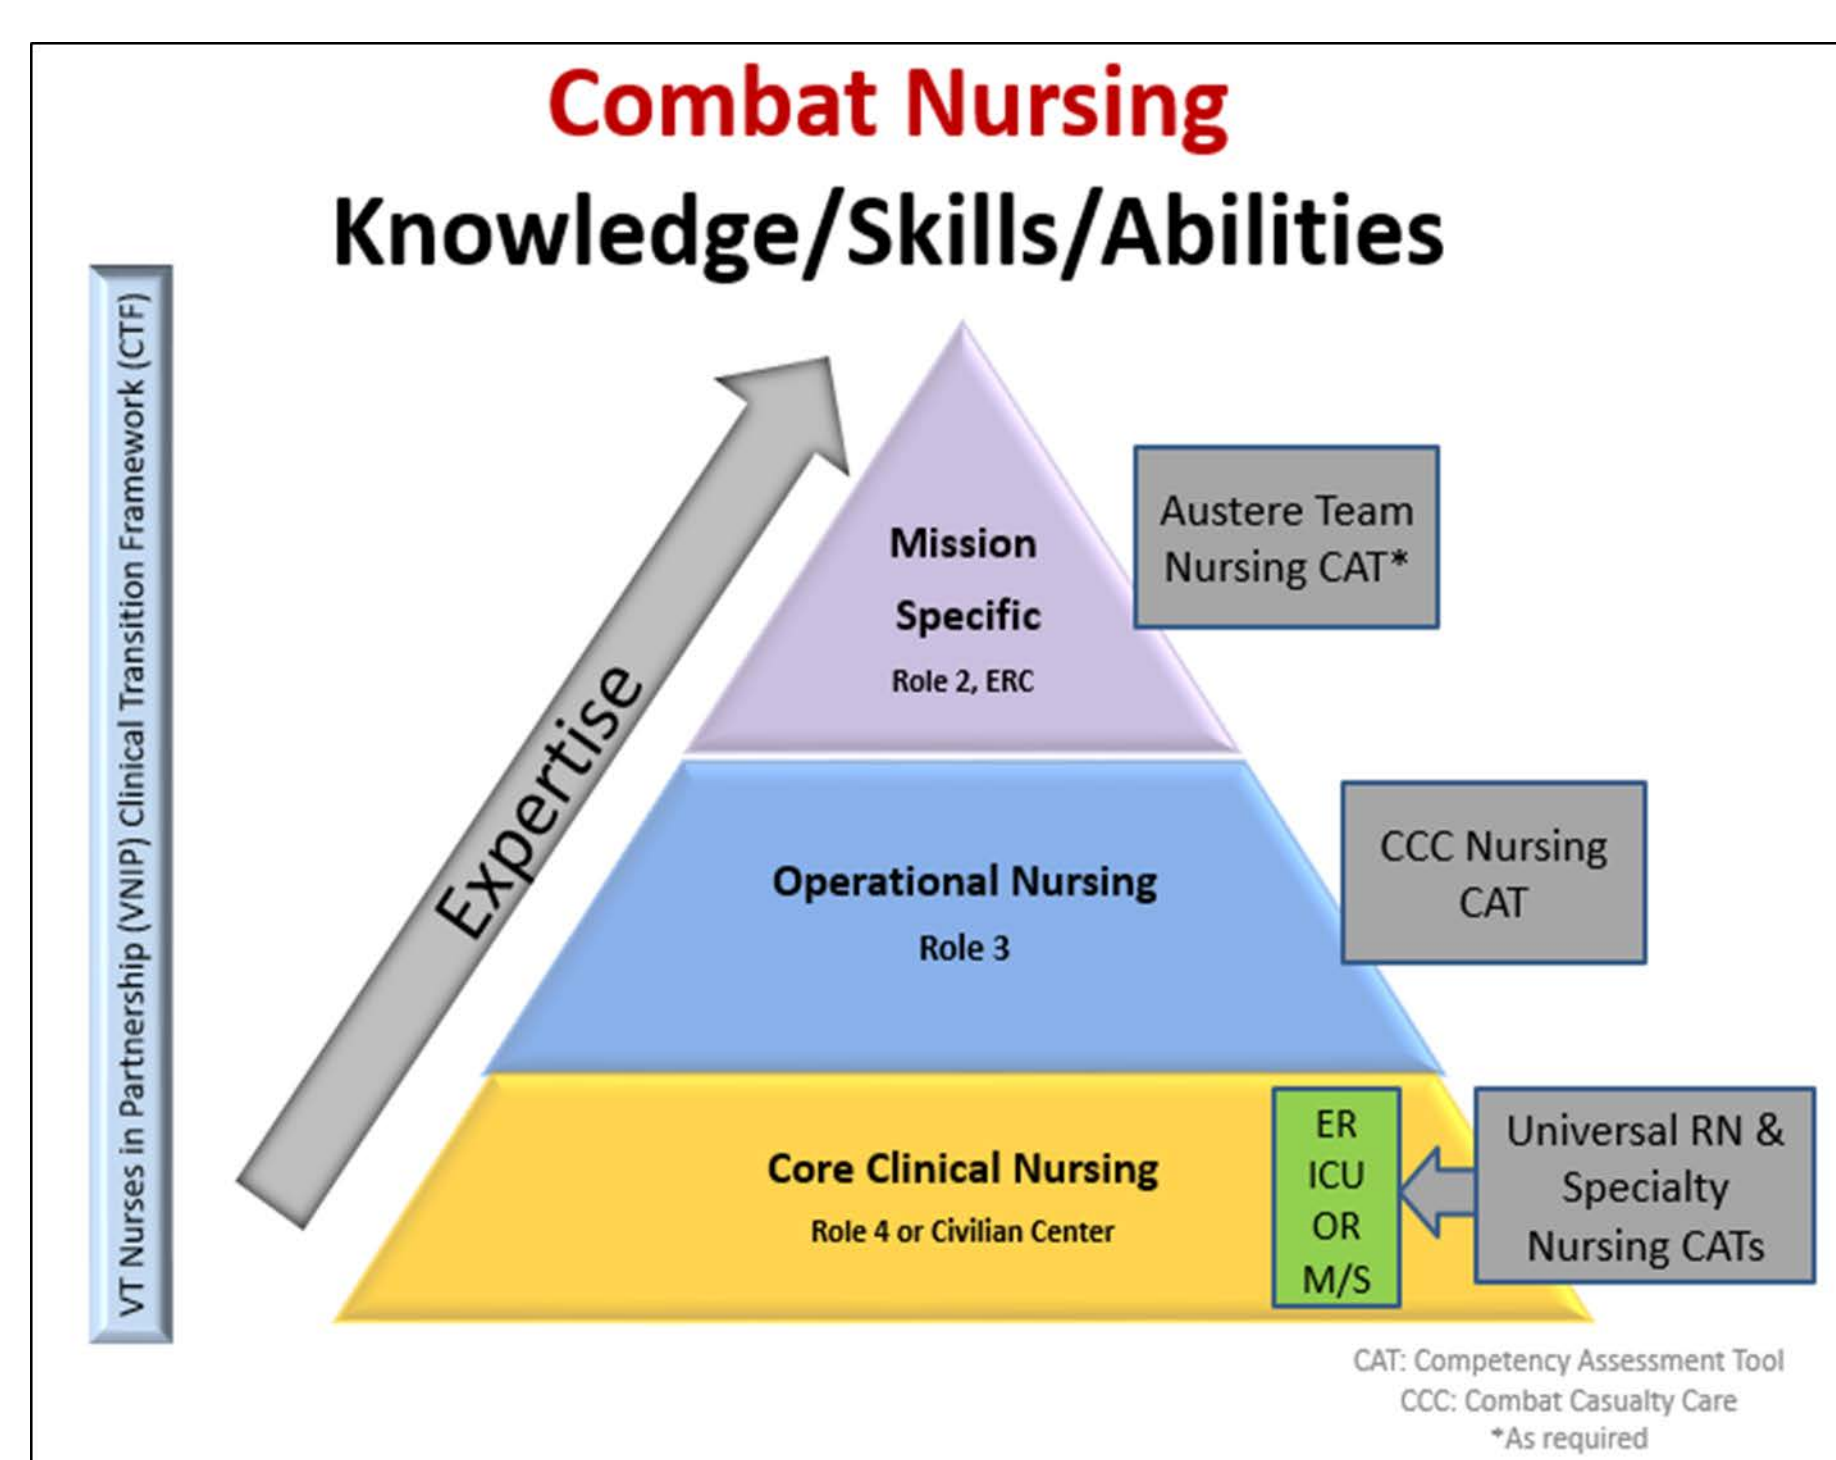 Combat Nursing
Knowledge/Skills/Abilities
VT Nurses in Partnership (VNIP) Clinical Transition Framework (CTF)
Expertise
Mission
Specific
Role 2, ERC
Austere Team
Nursing CAT*
Operational Nursing
Role 3
CCC Nursing
CAT
Core Clinical Nursing
Role 4 or Civilian Center
ER
ICU
OR
M/S
Universal RN &
Specialty
Nursing CATs
CAT: Competency Assessment Tool
CCC: Combat Casualty Care
*As required